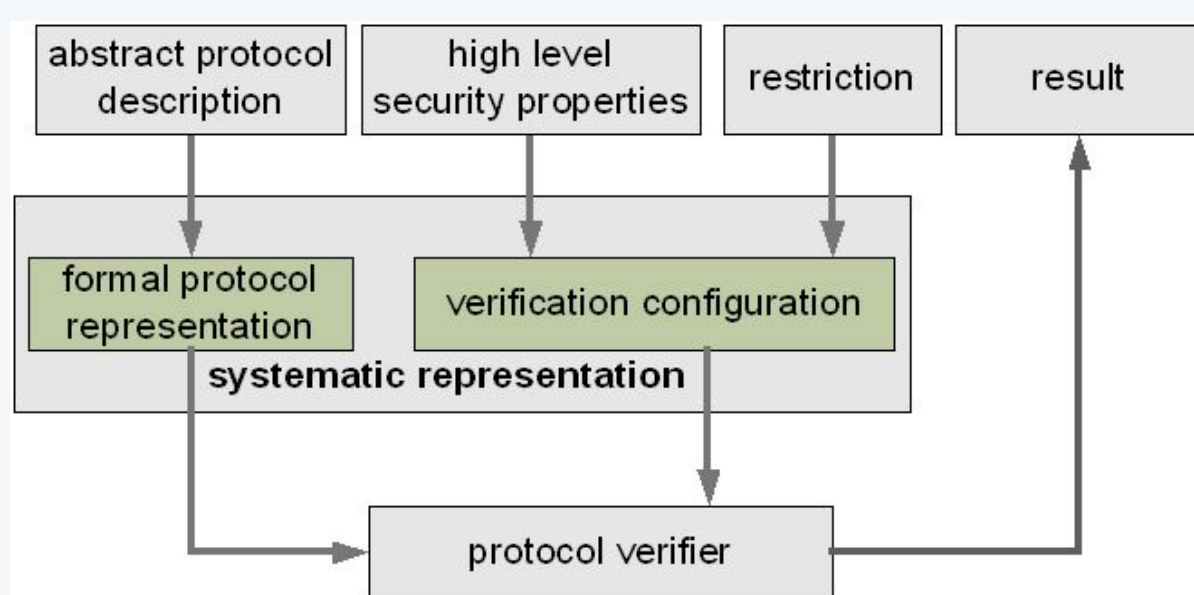 abstract protocol
description
high level
security properties
restriction
result
formal protocol
representation
verification configuration
systematic representation
protocol verifier